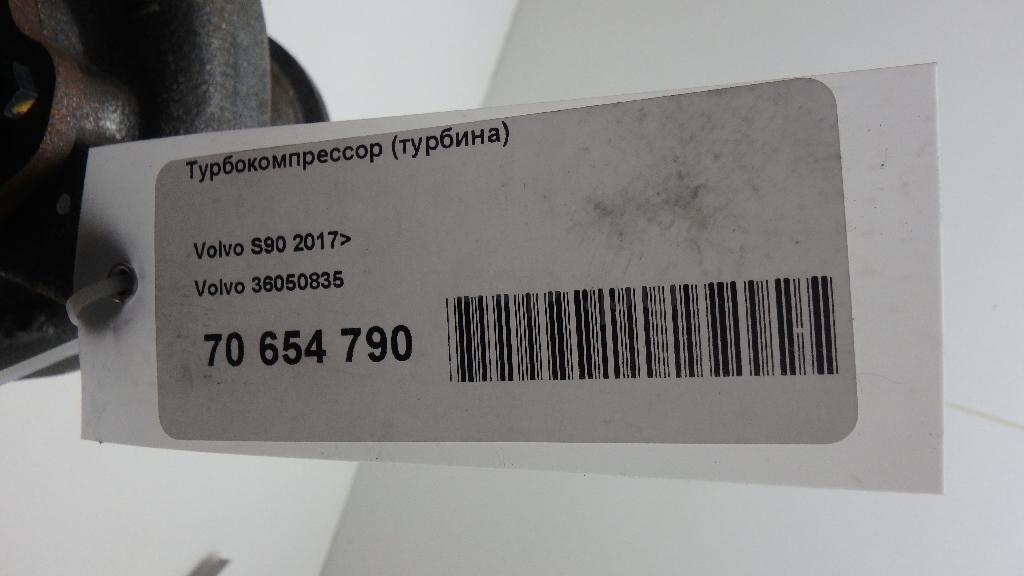 Турбокомпрессор (турбина)
Volvo S90 2017>
Volvo 36050835
70 654 790